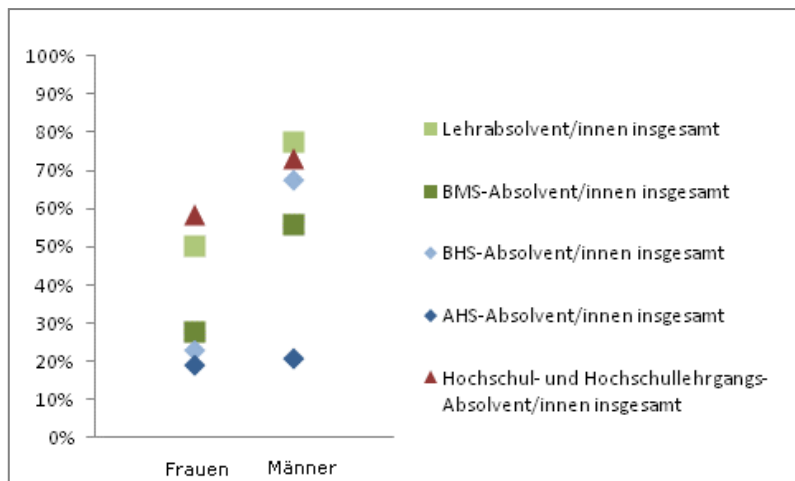 100%
90%
80%
70%
60%
50%
40%
30%
20%
10%
0%
Frauen Männer
Lehrabsolvent/innen insgesamt
BMS-Absolvent/innen insgesamt
BHS-Absolvent/innen insgesamt
AHS-Absolvent/innen insgesamt
Hochschul- und Hochschullehrgangs-
Absolvent/innen insgesamt